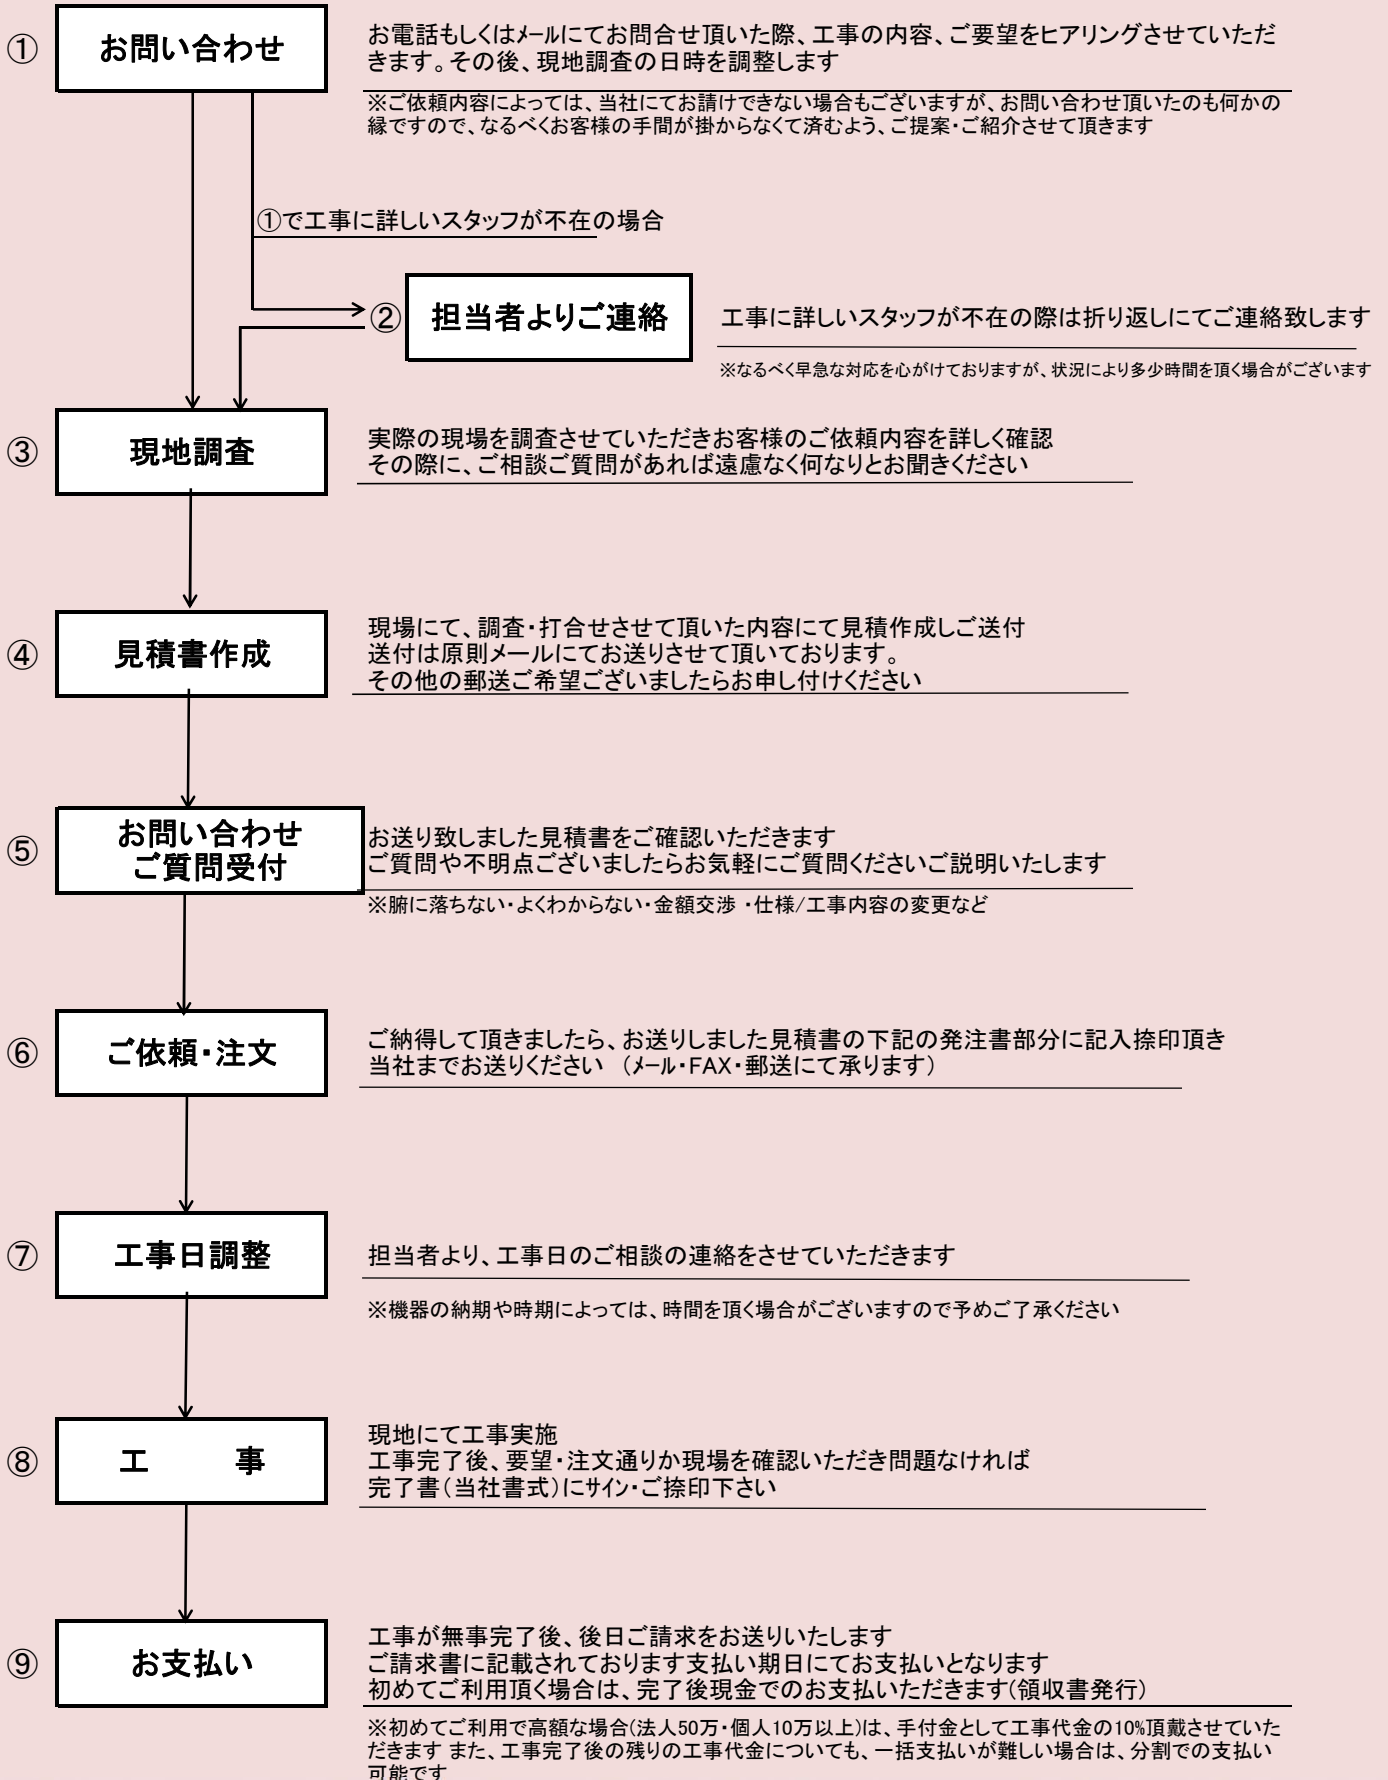 ①
お問い合わせ
お電話もしくはﾒｰﾙにてお問合せ頂いた際、工事の内容、ご要望をヒアリングさせていただ
きます。その後、現地調査の日時を調整します
※ご依頼内容によっては、当社にてお請けできない場合もございますが、お問い合わせ頂いたのも何かの
縁ですので、なるべくお客様の手間が掛からなくて済むよう、ご提案・ご紹介させて頂きます
①で工事に詳しいスタッフが不在の場合
②
担当者よりご連絡
工事に詳しいスタッフが不在の際は折り返しにてご連絡致します
※なるべく早急な対応を心がけておりますが、状況により多少時間を頂く場合がございます
③
現地調査
実際の現場を調査させていただきお客様のご依頼内容を詳しく確認
その際に、ご相談ご質問があれば遠慮なく何なりとお聞きください
④
見積書作成
現場にて、調査・打合せさせて頂いた内容にて見積作成しご送付
送付は原則メールにてお送りさせて頂いております。
その他の郵送ご希望ございましたらお申し付けください
⑤
お問い合わせ
ご質問受付
お送り致しました見積書をご確認いただきます
ご質問や不明点ございましたらお気軽にご質問くださいご説明いたします
※腑に落ちない・よくわからない・金額交渉 ・仕様/工事内容の変更など
⑥
ご依頼・注文
ご納得して頂きましたら、お送りしました見積書の下記の発注書部分に記入捺印頂き
当社までお送りください （ﾒｰﾙ・FAX・郵送にて承ります）
⑦
工事日調整
担当者より、工事日のご相談の連絡をさせていただきます
※機器の納期や時期によっては、時間を頂く場合がございますので予めご了承ください
⑧
工　　事
現地にて工事実施
工事完了後、要望・注文通りか現場を確認いただき問題なければ
完了書（当社書式）にｻｲﾝ・ご捺印下さい
⑨
お支払い
工事が無事完了後、後日ご請求をお送りいたします
ご請求書に記載されております支払い期日にてお支払いとなります
初めてご利用頂く場合は、完了後現金でのお支払いただきます(領収書発行)
※初めてご利用で高額な場合(法人50万・個人10万以上)は、手付金として工事代金の10%頂戴させていた
だきます また、工事完了後の残りの工事代金についても、一括支払いが難しい場合は、分割での支払い
可能です